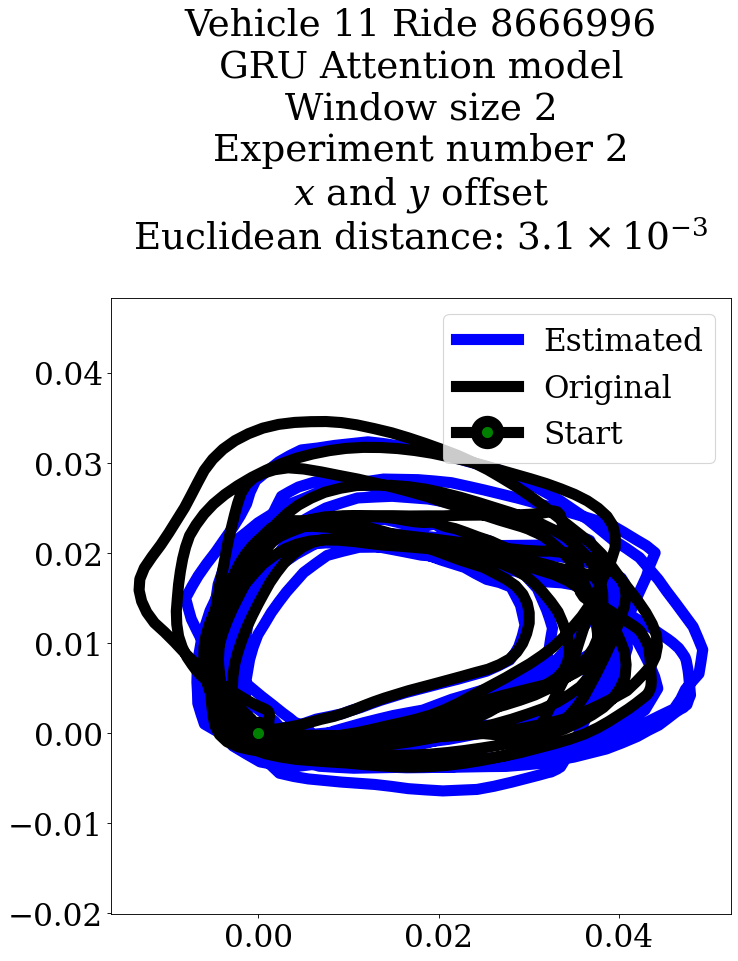 Vehicle 11 Ride 8666996
GRU Attention model
Window size 2
Experiment number 2
x and y offset
Euclidean distance: 3.1 × 10⁻³
Estimated
Original
Start
0.04
0.03
0.02
0.01
0.00
−0.01
−0.02
0.00 0.02 0.04